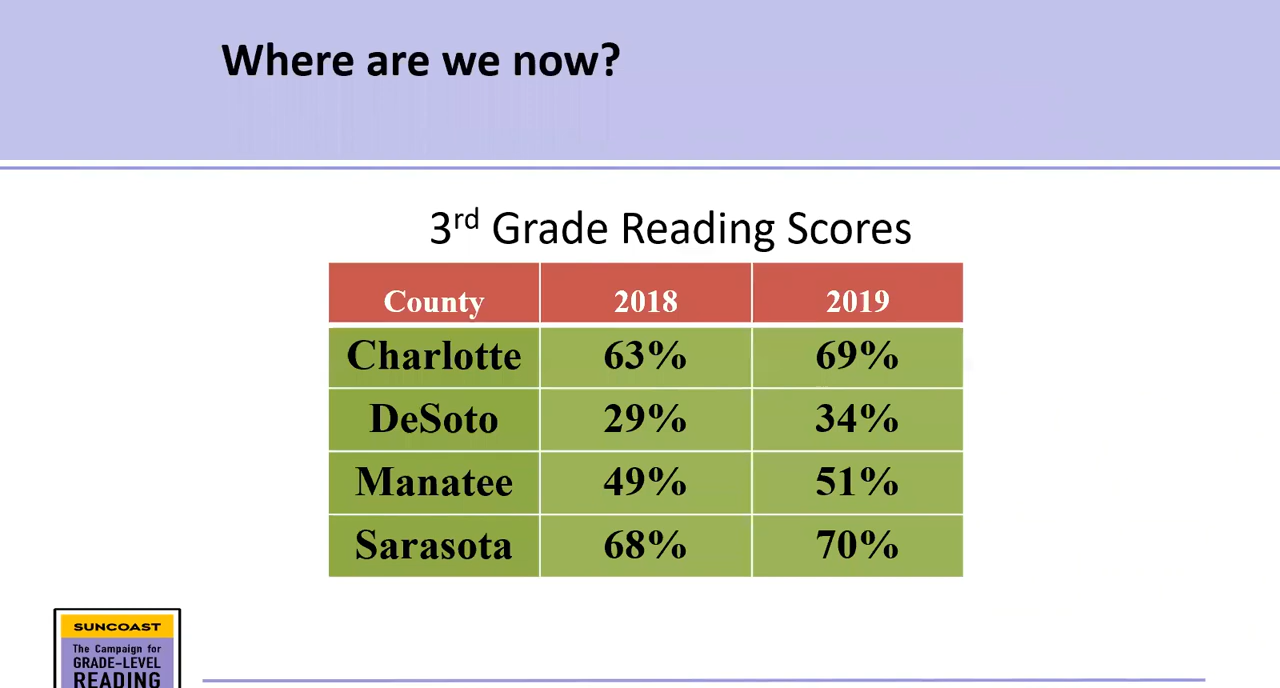 Where are we now?
3rd Grade Reading Scores
County 2018 2019
Charlotte 63% 69%
DeSoto 29% 34%
Manatee 49% 51%
Sarasota 68% 70%
SUNCOAST
The Campaign for
GRADE-LEVEL
READING